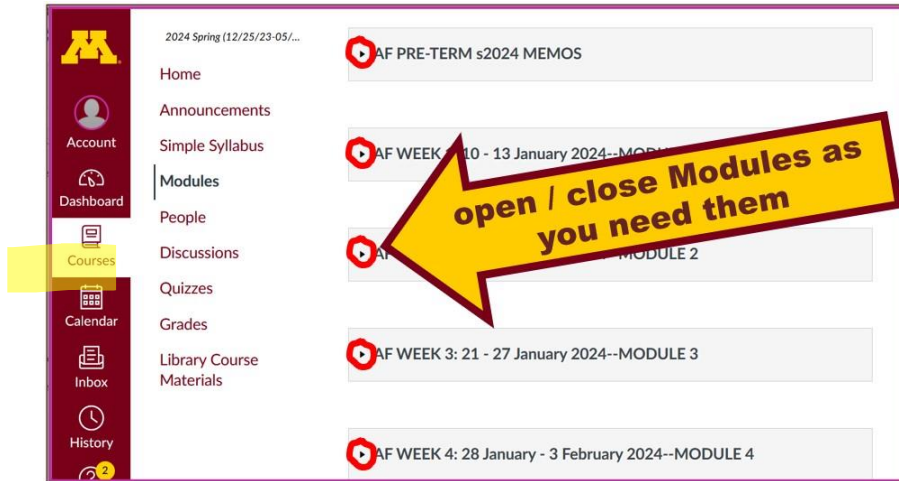 M
Account
Dashboard
Courses
Calendar
Inbox
History
2
2024 Spring (12/25/23-05/...
Home
Announcements
Simple Syllabus
Modules
People
Discussions
Quizzes
Grades
Library Course
Materials
AF PRE-TERM s2024 MEMOS
AF WEEK 10 - 13 January 2024--MODU
AF MODULE 2
AF WEEK 3: 21 - 27 January 2024--MODULE 3
AF WEEK 4: 28 January - 3 February 2024--MODULE 4
open / close Modules as
you need them